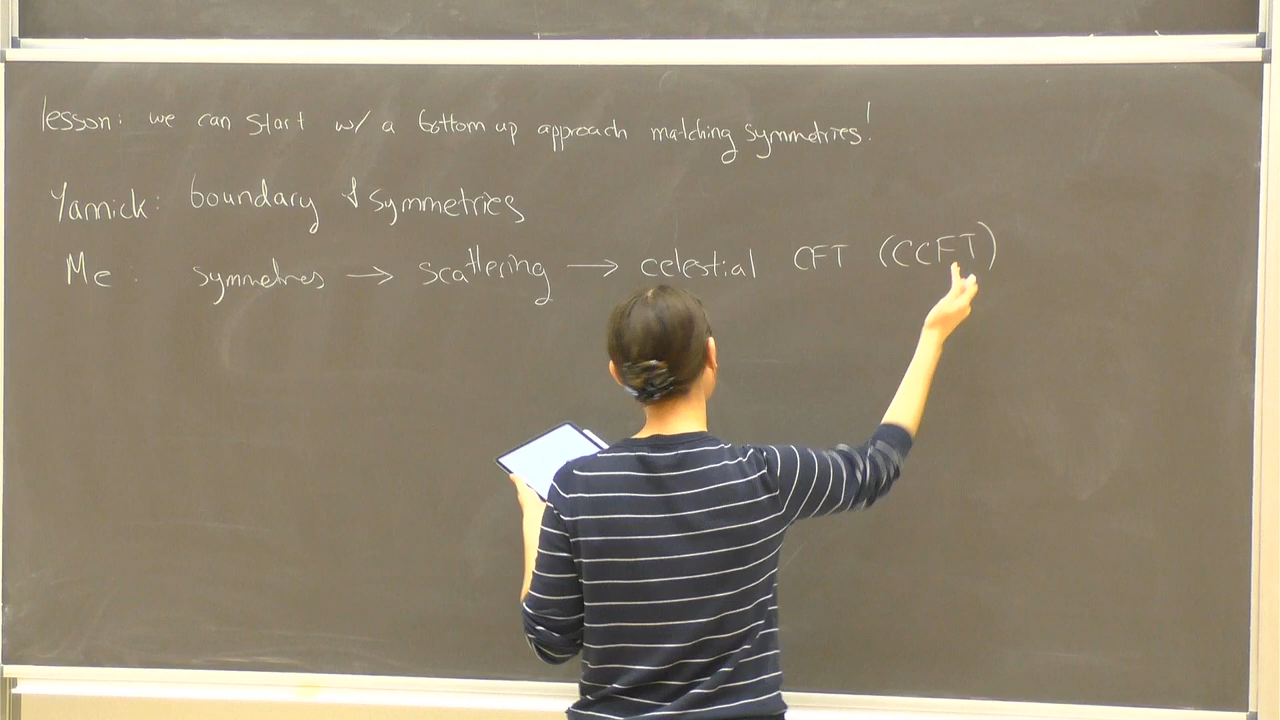 lesson: we can start w/ a bottom up approach matching symmetries!
Yannick: boundary & symmetries
Me: symmetries → scattering → celestial CFT (CCFT)